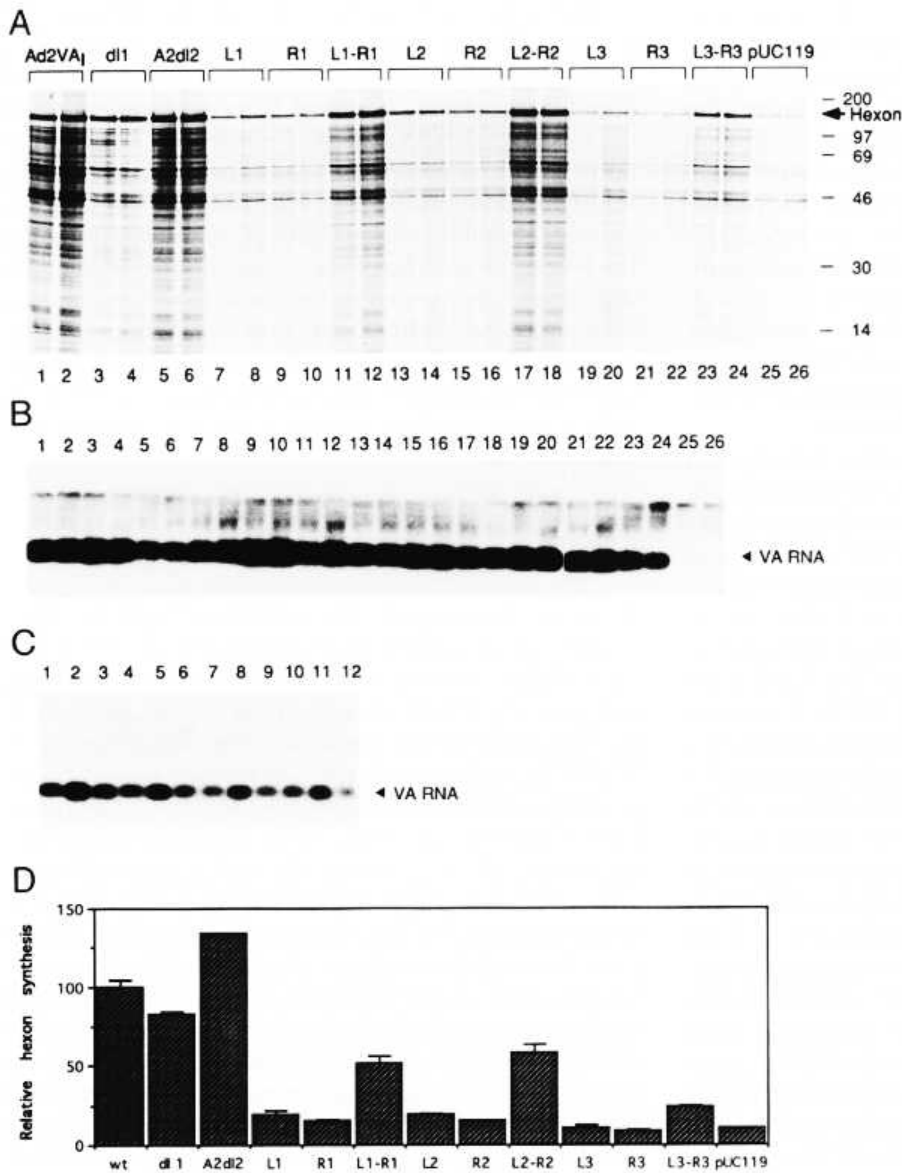 A
Ad2VAI dl1 A2dl2 L1 R1 L1-R1 L2 R2 L2-R2 L3 R3 L3-R3 pUC119
200
Hexon
97
69
46
30
14
1 2 3 4 5 6 7 8 9 10 11 12 13 14 15 16 17 18 19 20 21 22 23 24 25 26
B
1 2 3 4 5 6 7 8 9 10 11 12 13 14 15 16 17 18 19 20 21 22 23 24 25 26
VA RNA
C
1 2 3 4 5 6 7 8 9 10 11 12
VA RNA
D
Relative hexon synthesis
150
100
50
0
wt dl 1 A2dl2 L1 R1 L1-R1 L2 R2 L2-R2 L3 R3 L3-R3 pUC119